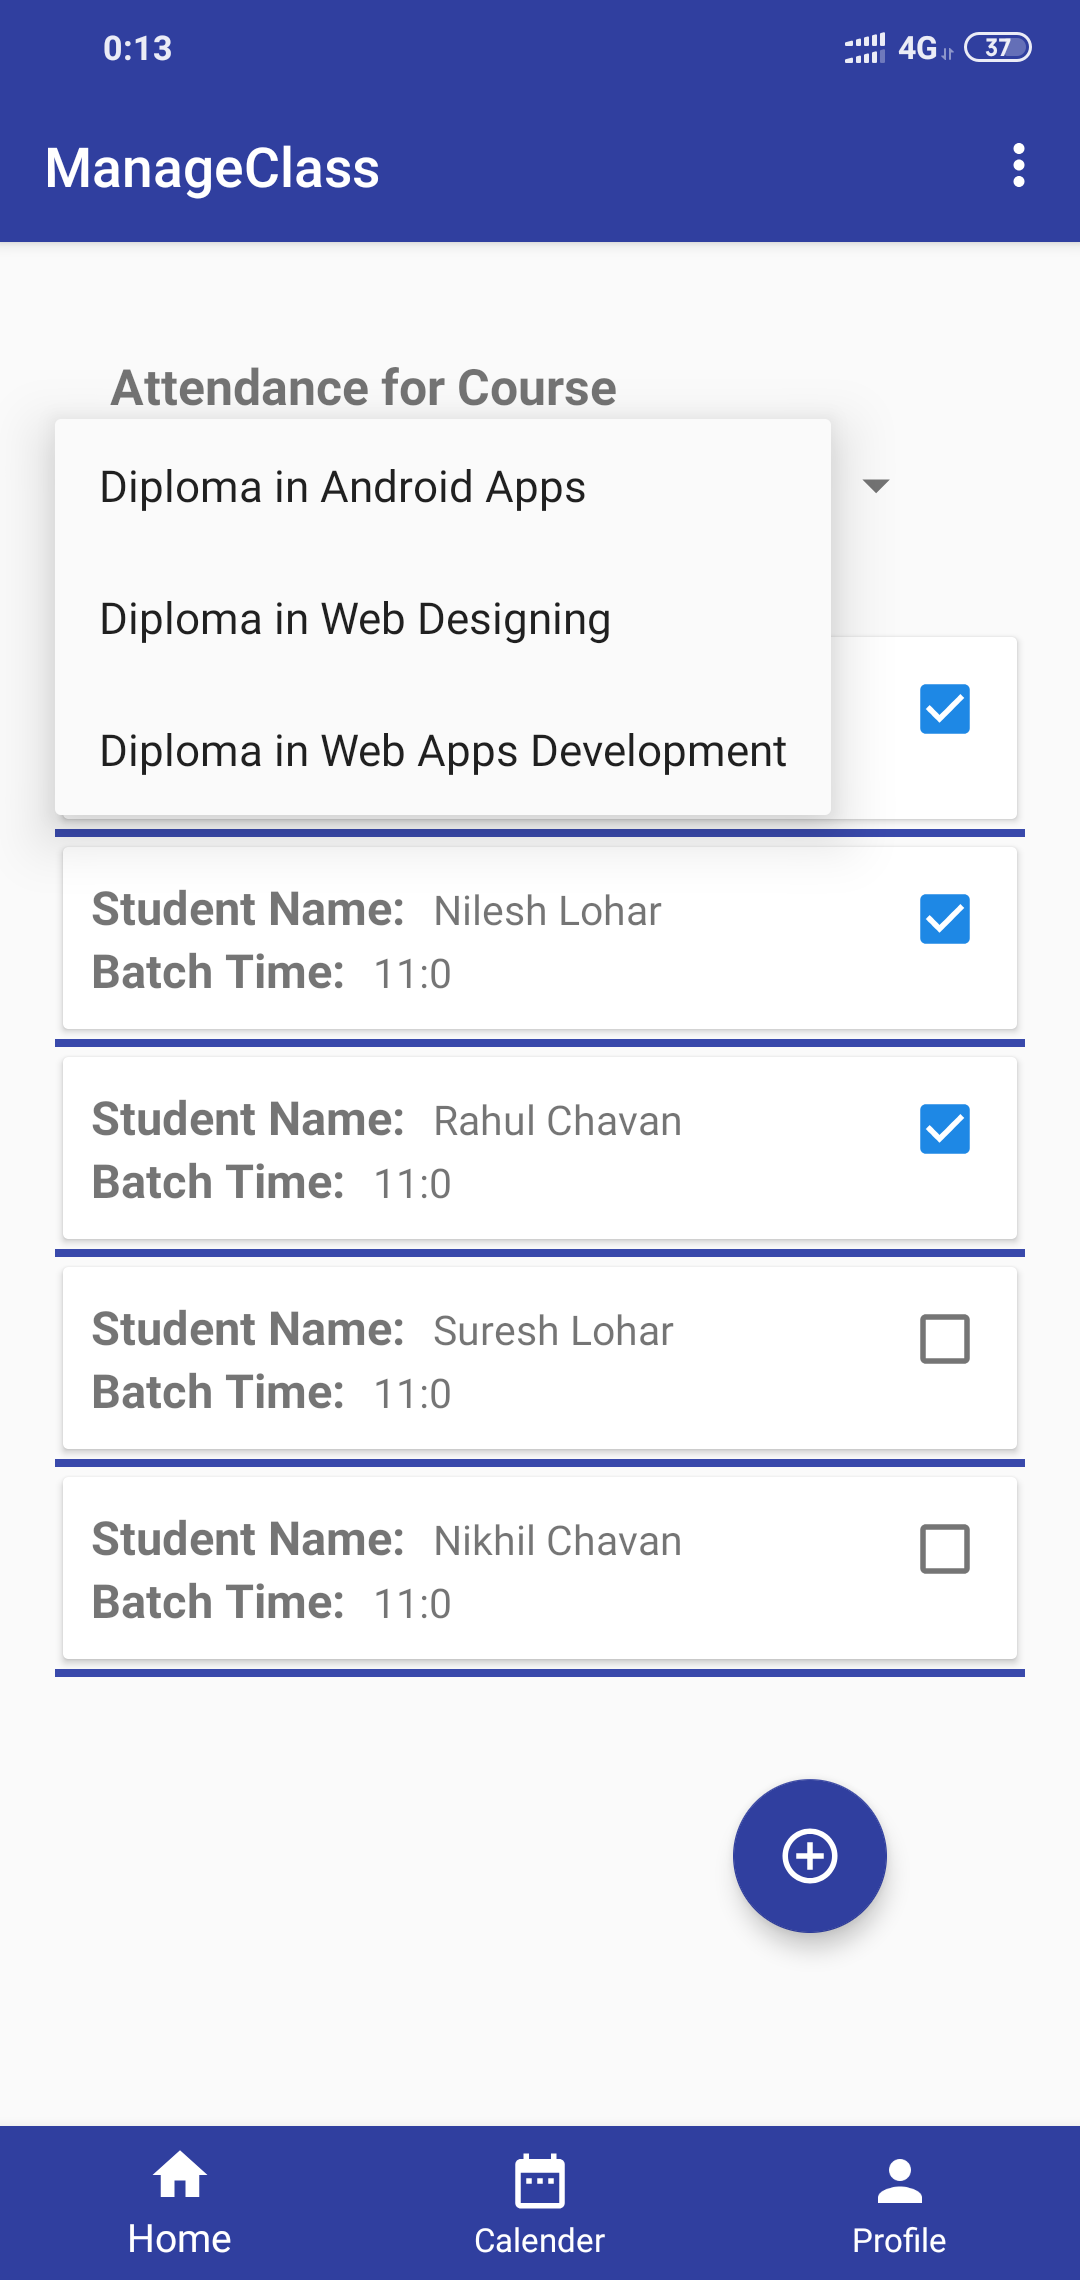 0:13 4G 37
ManageClass
Attendance for Course
Diploma in Android Apps
Diploma in Web Designing
Diploma in Web Apps Development
Student Name: Nilesh Lohar
Batch Time: 11:0
Student Name: Rahul Chavan
Batch Time: 11:0
Student Name: Suresh Lohar
Batch Time: 11:0
Student Name: Nikhil Chavan
Batch Time: 11:0
Home Calender Profile